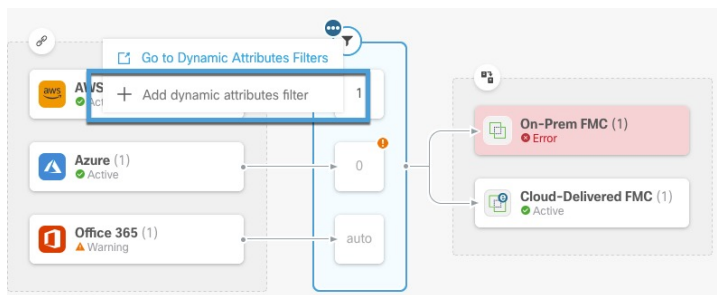 Go to Dynamic Attributes Filters
Add dynamic attributes filter
aws
AWS
Act
1
Azure (1)
Active
0
Office 365 (1)
Warning
auto
On-Prem FMC (1)
Error
Cloud-Delivered FMC (1)
Active